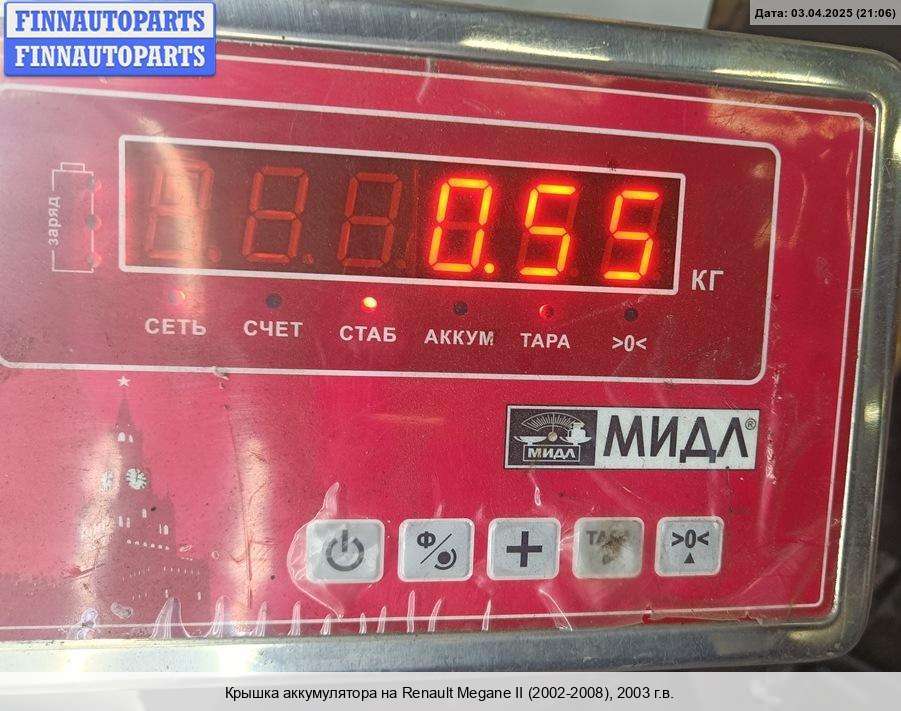 FINNAUTOPARTS
FINNAUTOPARTS
Дата: 03.04.2025 (21:06)
заряд
0.55
КГ
СЕТЬ СЧЕТ СТАБ АККУМ ТАРА >0<
МИДЛ
МИДЛ®
Ф
+
ТАРА
>0<
Крышка аккумулятора на Renault Megane II (2002-2008), 2003 г.в.